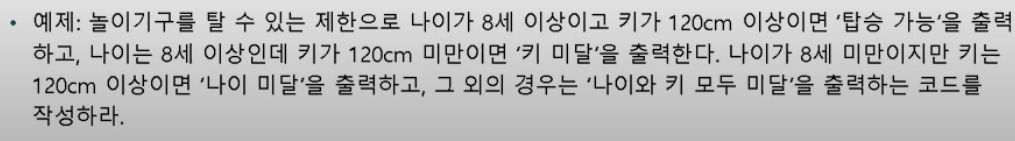 • 예제: 놀이기구를 탈 수 있는 제한으로 나이가 8세 이상이고 키가 120cm 이상이면 ‘탑승 가능’을 출력
하고, 나이는 8세 이상인데 키가 120cm 미만이면 ‘키 미달’을 출력한다. 나이가 8세 미만이지만 키는
120cm 이상이면 ‘나이 미달’을 출력하고, 그 외의 경우는 ‘나이와 키 모두 미달’을 출력하는 코드를
작성하라.